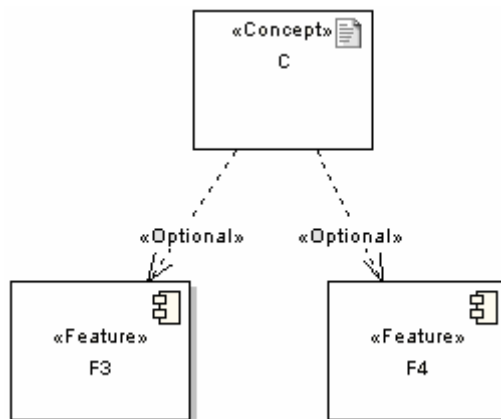 «Concept»
C
«Optional»
«Optional»
«Feature»
F3
«Feature»
F4